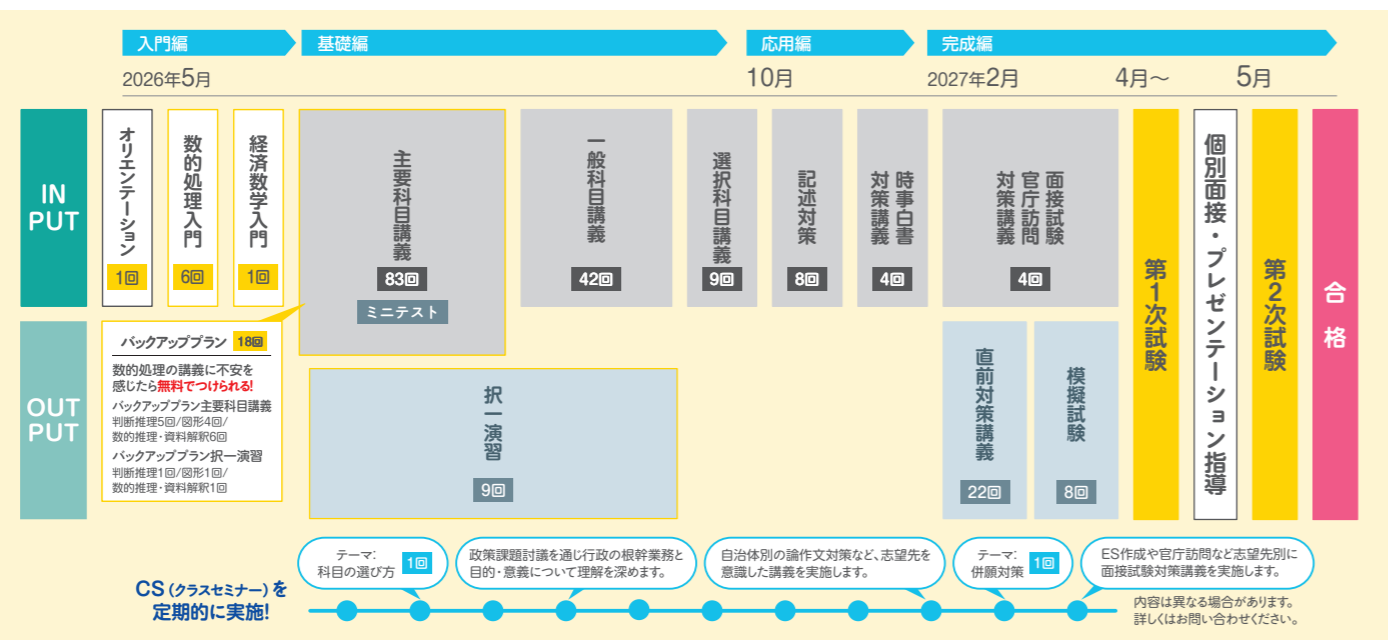 入門編
基礎編
応用編
完成編
2026年5月
10月
2027年2月
4月～
5月
IN
PUT
オリエンテーション
1回
数的処理入門
6回
経済数学入門
1回
主要科目講義
83回
ミニテスト
一般科目講義
42回
選択科目講義
9回
記述対策
8回
時事白書
対策講義
4回
面接試験
官庁訪問
対策講義
4回
第1次試験
個別面接・プレゼンテーション指導
第2次試験
合格
OUT
PUT
バックアッププラン 18回
数的処理の講義に不安を
感じたら無料でつけられる!
バックアッププラン主要科目講義
判断推理5回/図形4回/
数的推理・資料解釈6回
バックアッププラン択一演習
判断推理1回/図形1回/
数的推理・資料解釈1回
択一演習
9回
直前対策講義
22回
模擬試験
8回
CS(クラスセミナー)を
定期的に実施!
テーマ:
科目の選び方 1回
政策課題討議を通じ行政の根幹業務と
目的・意義について理解を深めます。
自治体別の論作文対策など、志望先を
意識した講義を実施します。
テーマ:
併願対策 1回
ES作成や官庁訪問など志望先別に
面接試験対策講義を実施します。
内容は異なる場合があります。
詳しくはお問い合わせください。